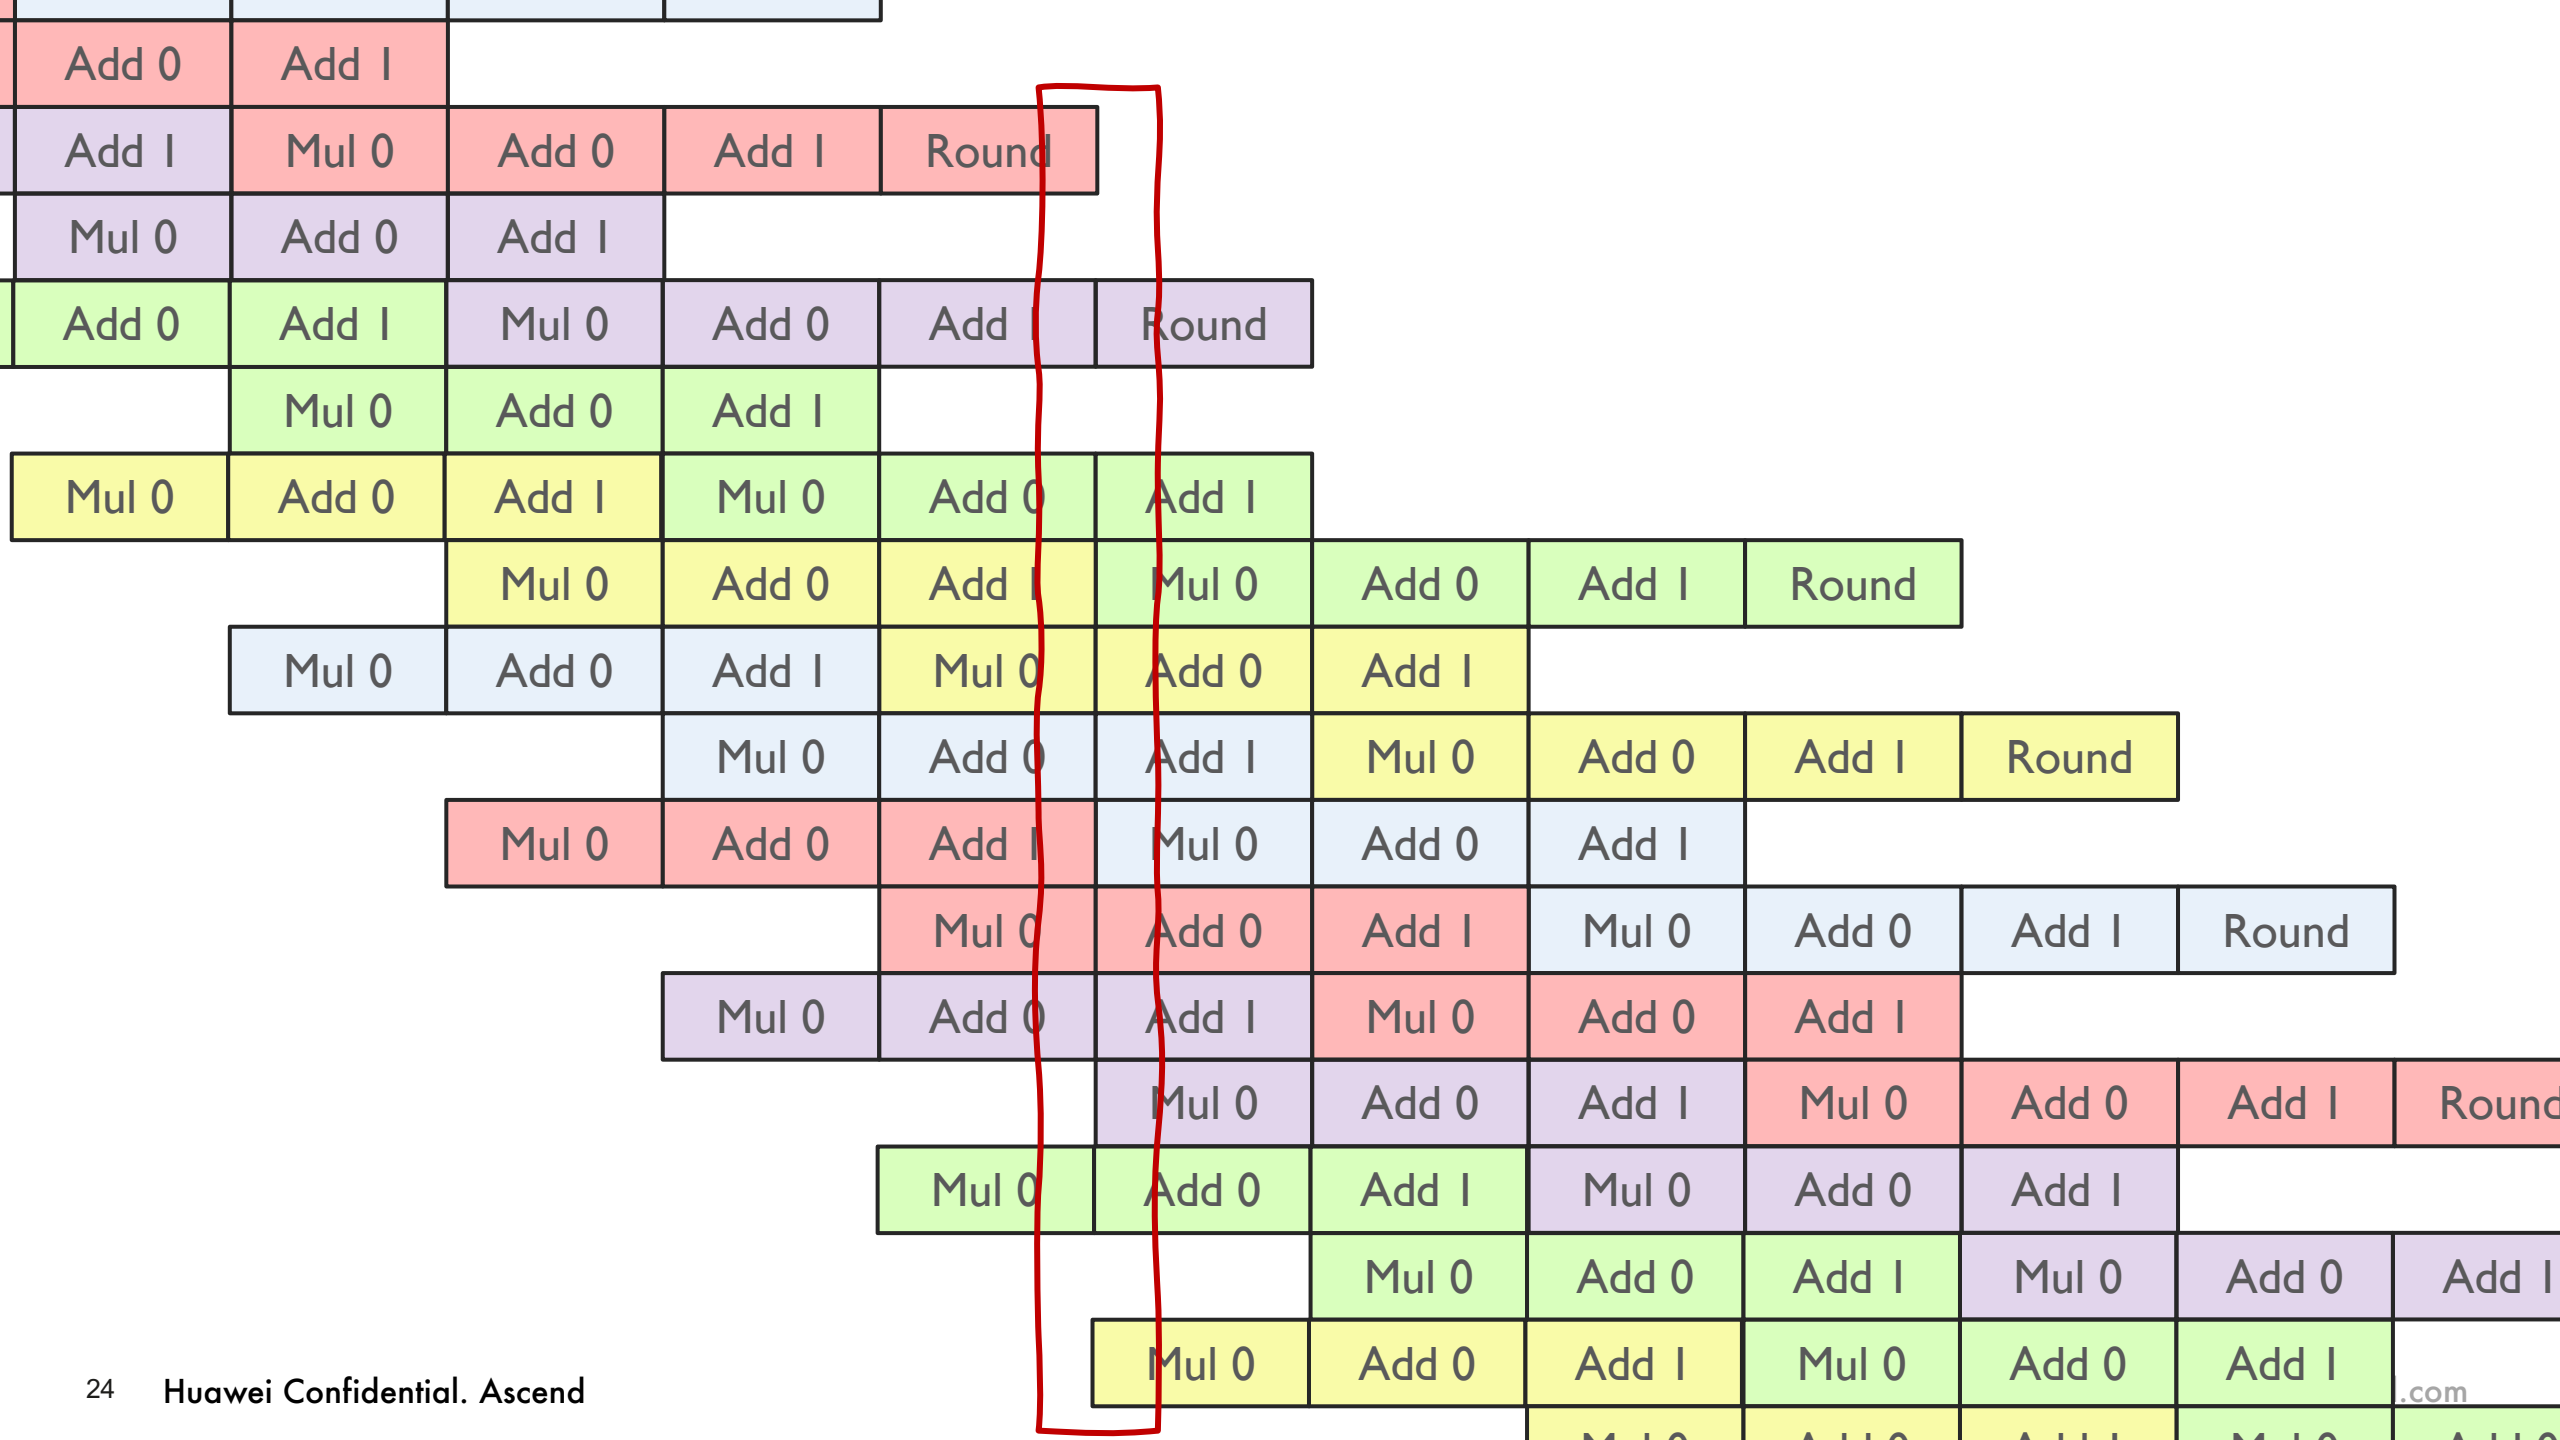 Add 0 Add 1
Add 1 Mul 0 Add 0 Add 1 Round
Mul 0 Add 0 Add 1
Add 0 Add 1 Mul 0 Add 0 Add 1 Round
Mul 0 Add 0 Add 1
Mul 0 Add 0 Add 1 Mul 0 Add 0 Add 1
Mul 0 Add 0 Add 1 Mul 0 Add 0 Add 1 Round
Mul 0 Add 0 Add 1 Mul 0 Add 0 Add 1
Mul 0 Add 0 Add 1 Mul 0 Add 0 Add 1 Round
Mul 0 Add 0 Add 1 Mul 0 Add 0 Add 1
Mul 0 Add 0 Add 1 Mul 0 Add 0 Add 1 Round
Mul 0 Add 0 Add 1 Mul 0 Add 0 Add 1
Mul 0 Add 0 Add 1 Mul 0 Add 0 Add 1 Round
Mul 0 Add 0 Add 1 Mul 0 Add 0 Add 1
Mul 0 Add 0 Add 1 Mul 0 Add 0 Add 1
Mul 0 Add 0 Add 1 Mul 0 Add 0 Add 1
24 Huawei Confidential. Ascend .com